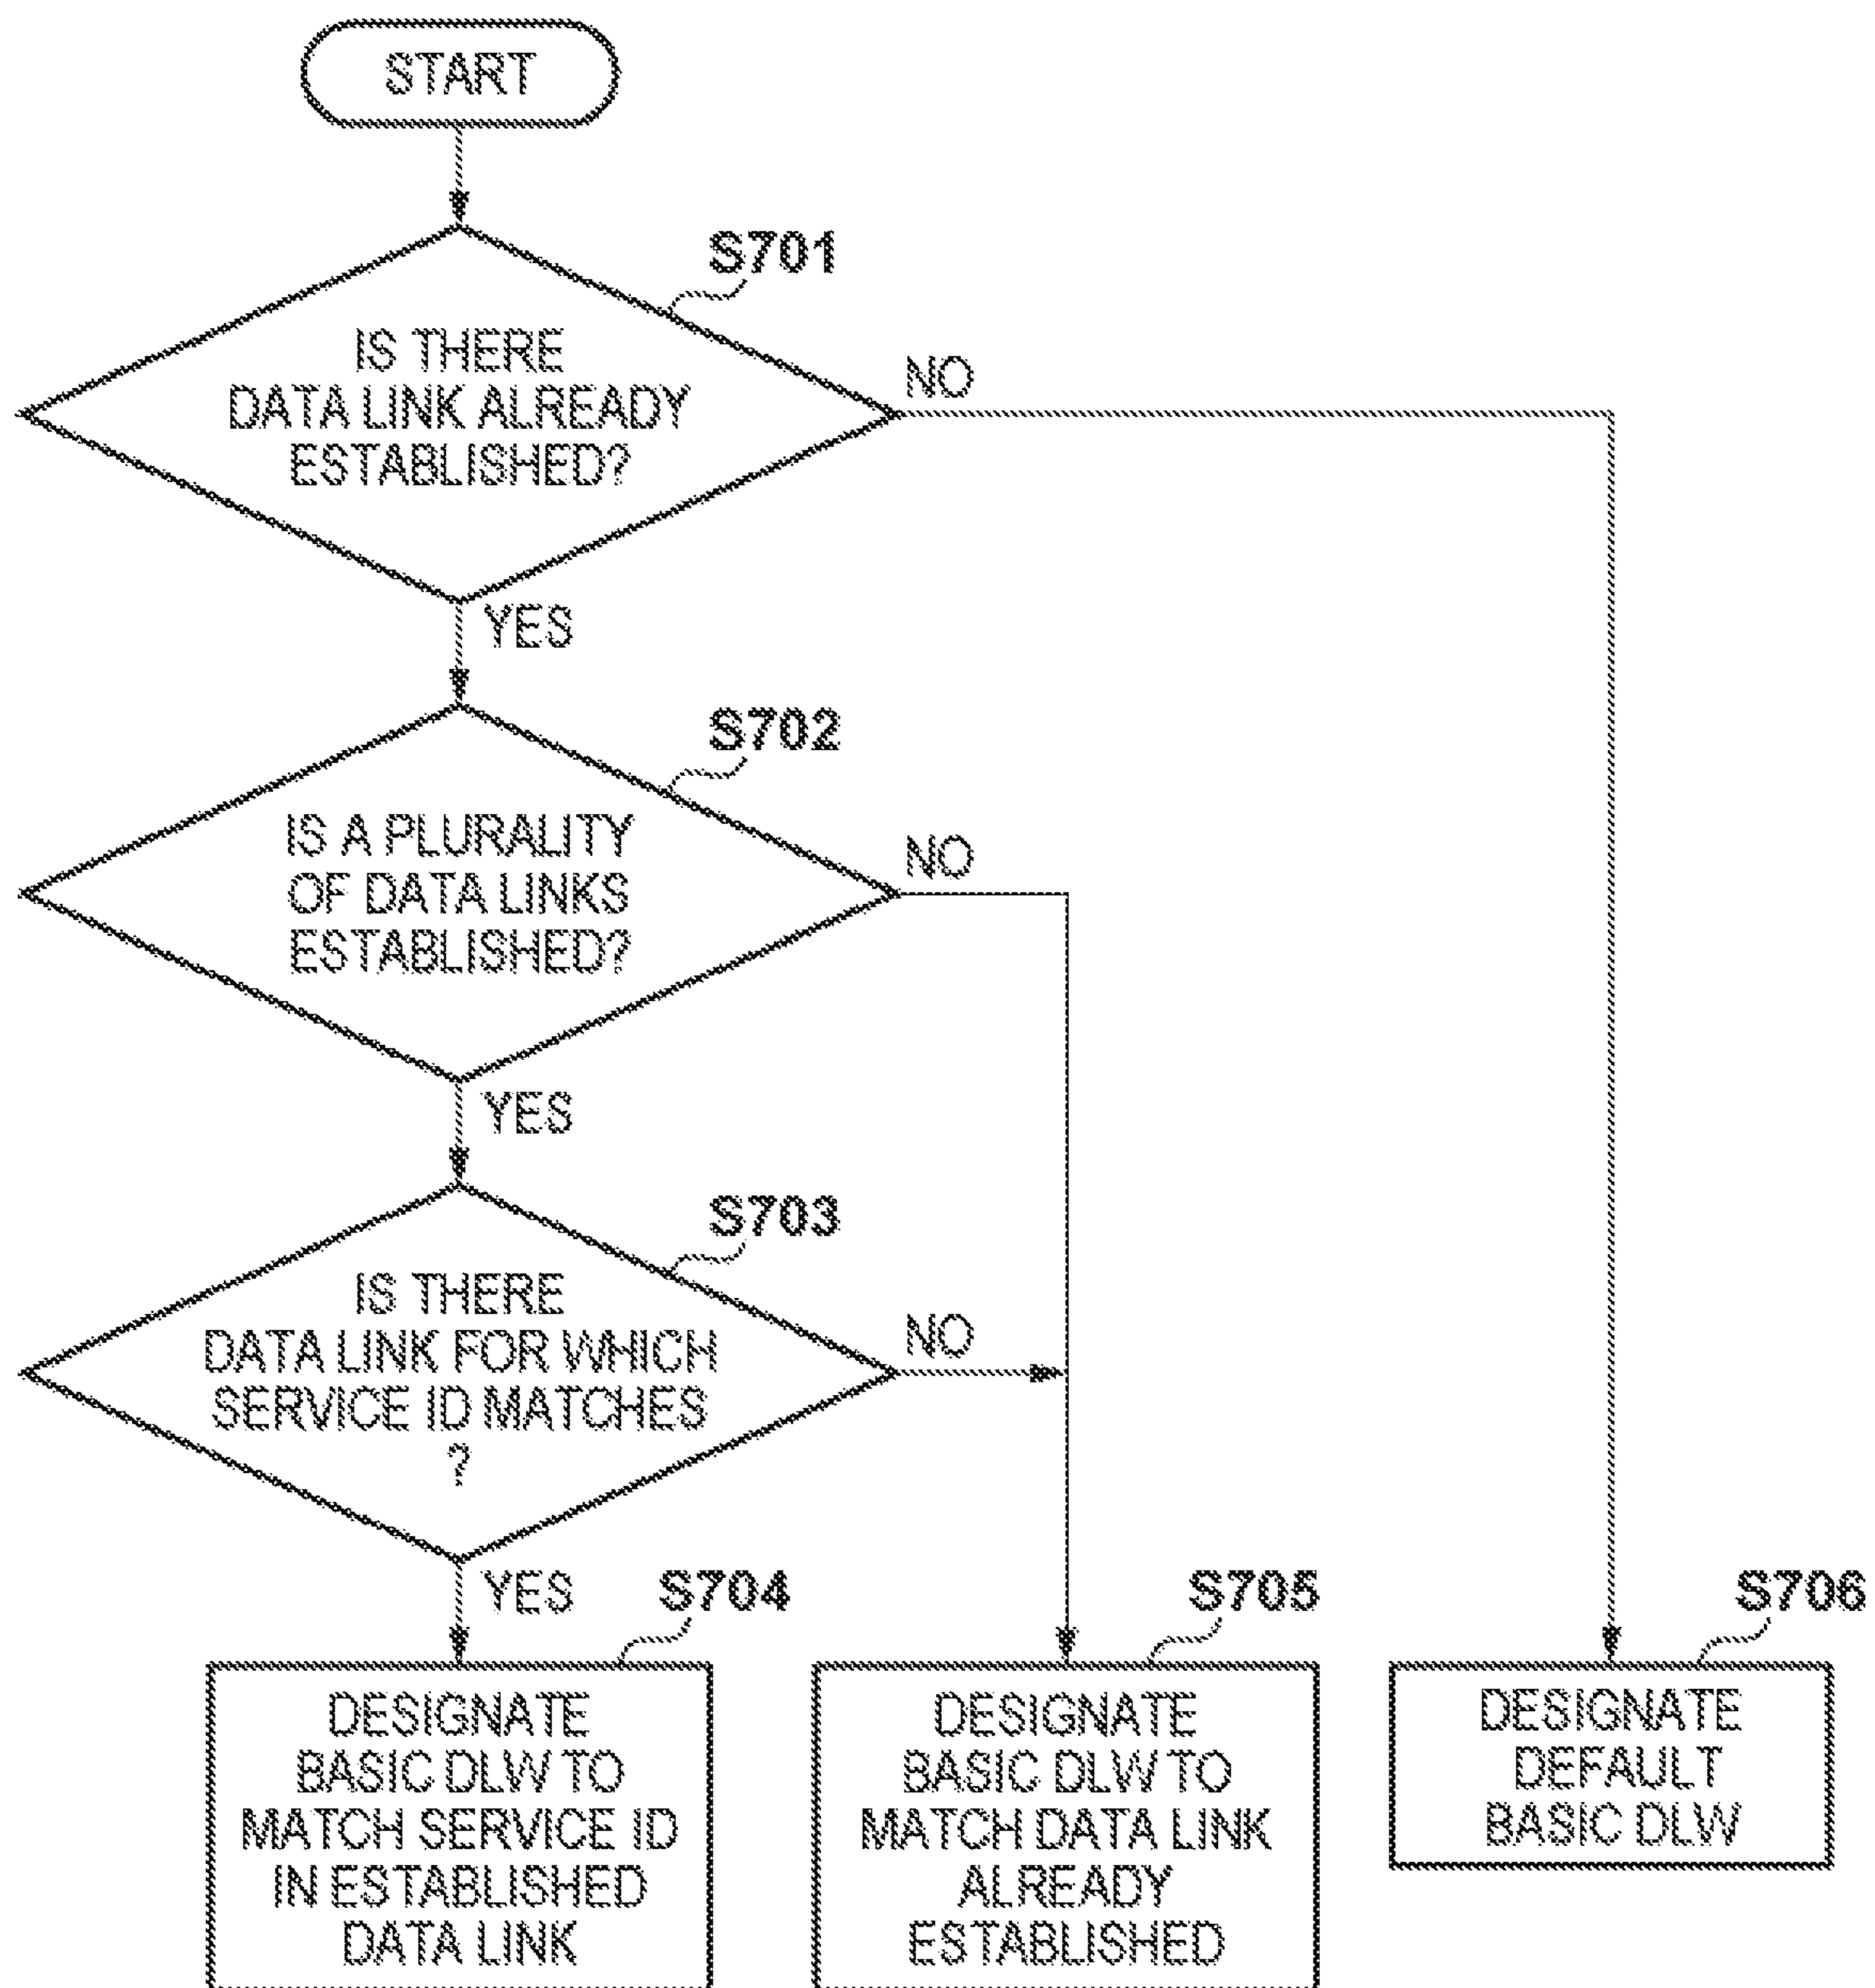 START
S701
IS THERE
DATA LINK ALREADY
ESTABLISHED?
NO
YES
S702
IS A PLURALITY
OF DATA LINKS
ESTABLISHED?
NO
YES
S703
IS THERE
DATA LINK FOR WHICH
SERVICE ID MATCHES
?
NO
YES
S704
DESIGNATE
BASIC DLW TO
MATCH SERVICE ID
IN ESTABLISHED
DATA LINK
S705
DESIGNATE
BASIC DLW TO
MATCH DATA LINK
ALREADY
ESTABLISHED
S706
DESIGNATE
DEFAULT
BASIC DLW